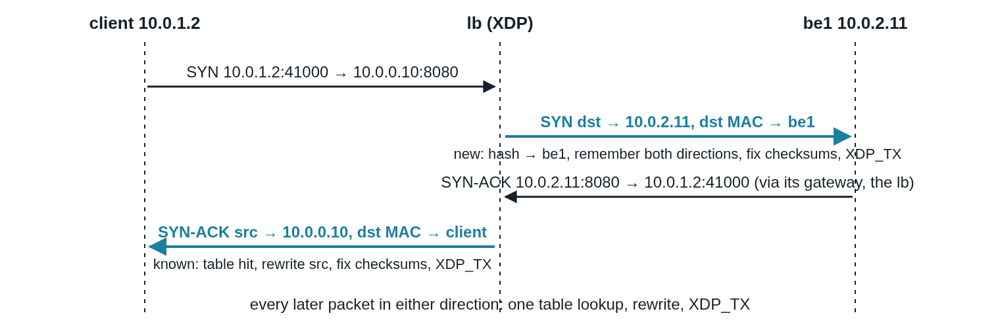 client 10.0.1.2
lb (XDP)
be1 10.0.2.11
SYN 10.0.1.2:41000 → 10.0.0.10:8080
SYN dst → 10.0.2.11, dst MAC → be1
new: hash → be1, remember both directions, fix checksums, XDP_TX
SYN-ACK 10.0.2.11:8080 → 10.0.1.2:41000 (via its gateway, the lb)
SYN-ACK src → 10.0.0.10, dst MAC → client
known: table hit, rewrite src, fix checksums, XDP_TX
every later packet in either direction: one table lookup, rewrite, XDP_TX